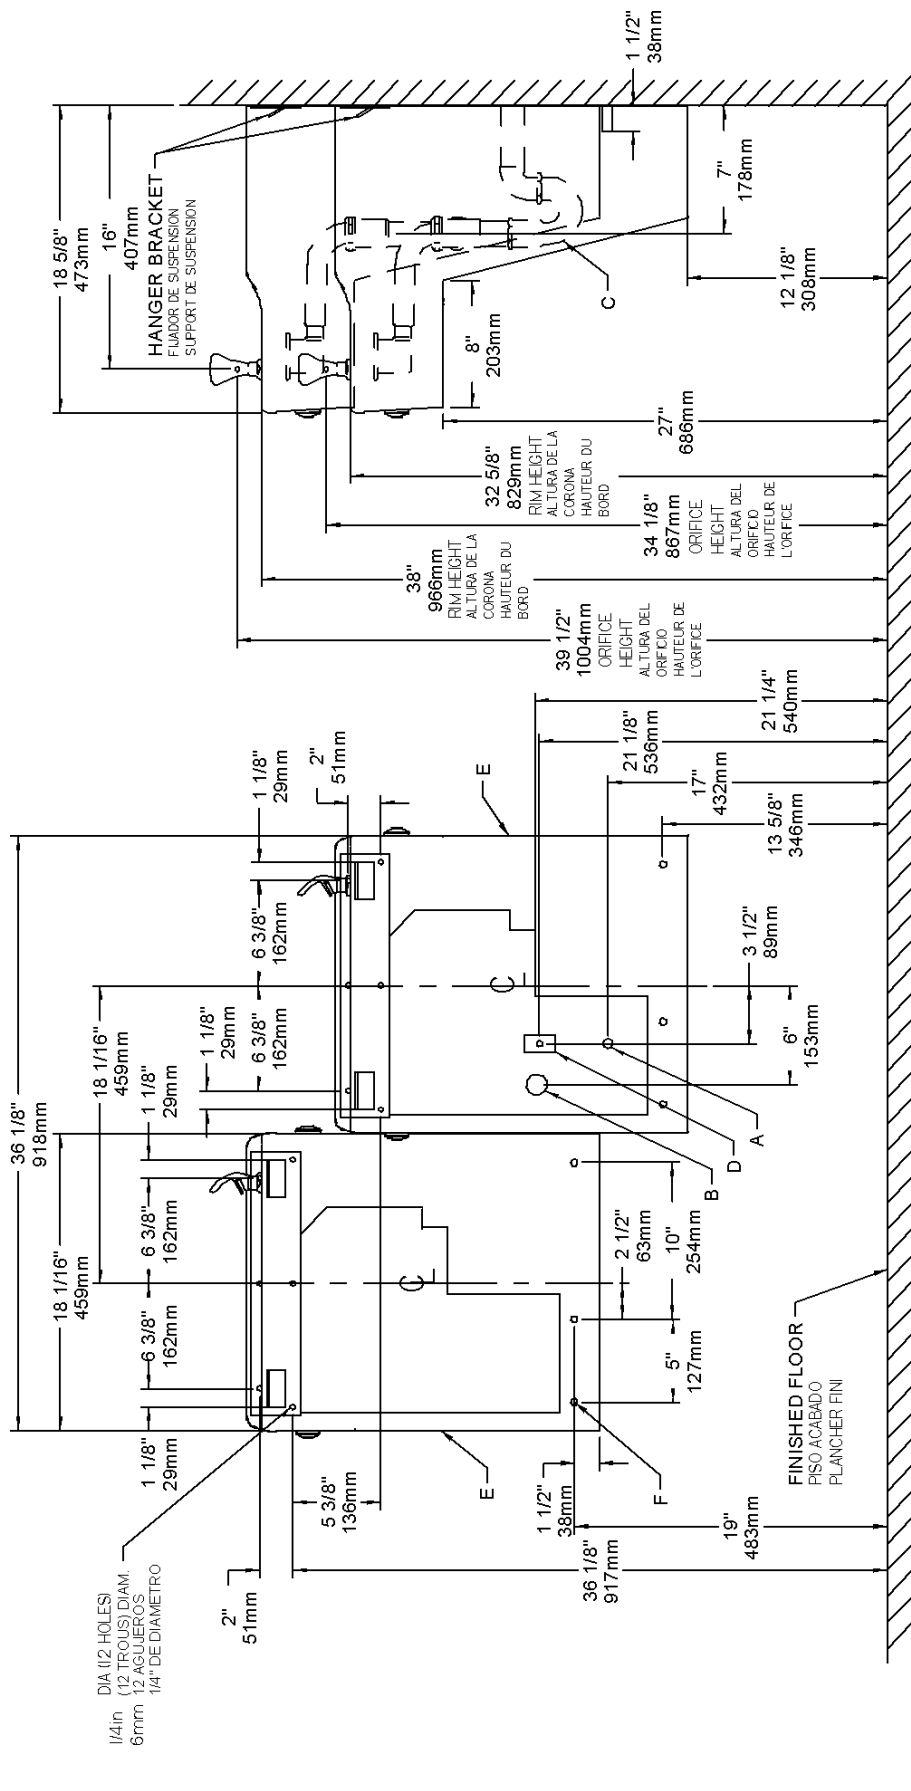 36 1/8"
918mm
18 1/16"
459mm
18 1/16"
459mm
1 1/8"
29mm
6 3/8"
162mm
6 3/8"
162mm
1 1/8"
29mm
1 1/8"
29mm
6 3/8"
162mm
6 3/8"
162mm
1 1/8"
29mm
2"
51mm
1/4in DIA (12 HOLES)
(12 TROUS) DIAM.
6mm 12 AGUJEROS
1/4" DE DIAMETRO
2"
51mm
5 3/8"
136mm
E
E
CL
CL
1 1/2"
38mm
F
5"
127mm
10"
254mm
2 1/2"
63mm
B
D
A
6"
153mm
3 1/2"
89mm
36 1/8"
917mm
19"
483mm
FINISHED FLOOR
PISO ACABADO
PLANCHER FINI
13 5/8"
346mm
17"
432mm
21 1/8"
536mm
21 1/4"
540mm
39 1/2"
1004mm
ORIFICE
HEIGHT
ALTURA DEL
ORIFICIO
HAUTEUR DE
L'ORIFICE
38"
966mm
RIM HEIGHT
ALTURA DE LA
CORONA
HAUTEUR DU
BORD
34 1/8"
867mm
ORIFICE
HEIGHT
ALTURA DEL
ORIFICIO
HAUTEUR DE
L'ORIFICE
32 5/8"
829mm
RIM HEIGHT
ALTURA DE LA
CORONA
HAUTEUR DU
BORD
27"
686mm
18 5/8"
473mm
16"
407mm
HANGER BRACKET
FIJADOR DE SUSPENSION
SUPPORT DE SUSPENSION
8"
203mm
C
12 1/8"
308mm
7"
178mm
1 1/2"
38mm